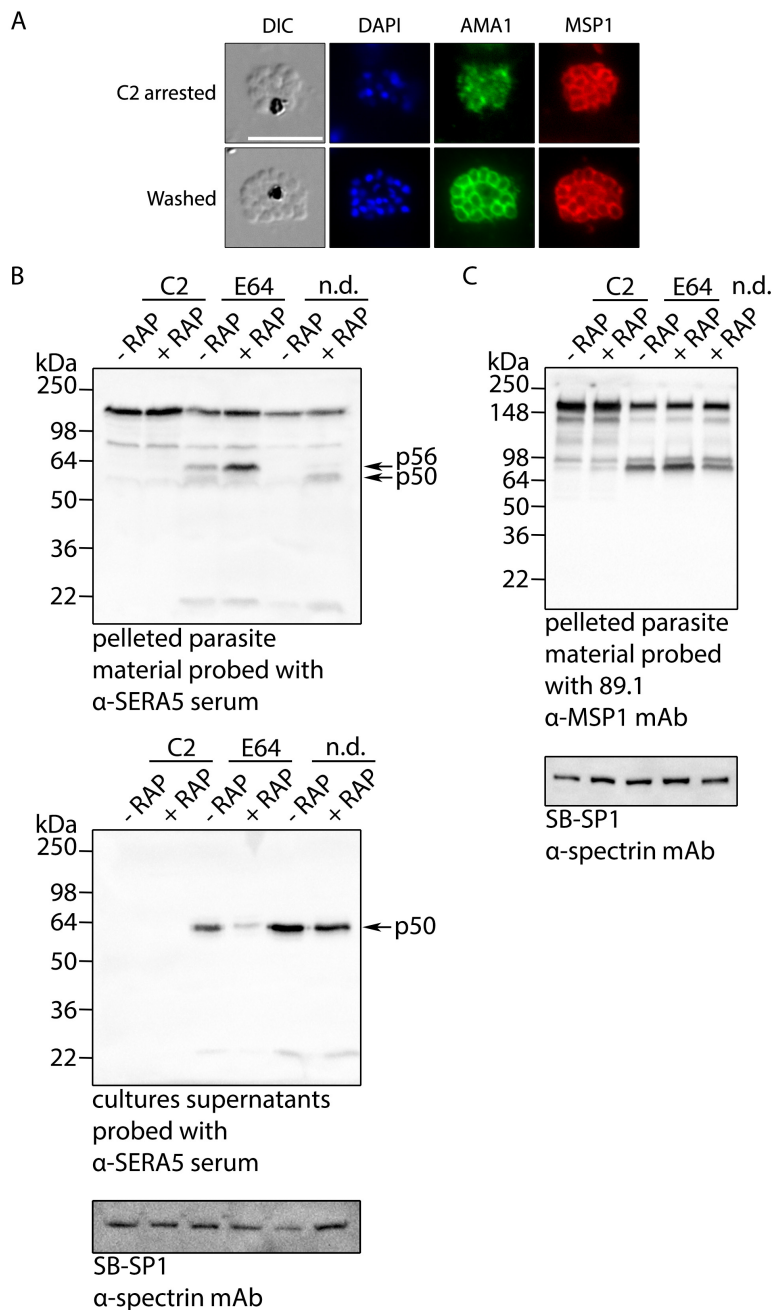 A
DIC DAPI AMA1 MSP1
C2 arrested
Washed
B
C2 E64 n.d.
- RAP + RAP - RAP + RAP - RAP + RAP
kDa
250
98
64
50
36
22
p56
p50
pelleted parasite
material probed with
α-SERA5 serum
C2 E64 n.d.
- RAP + RAP - RAP + RAP - RAP + RAP
kDa
250
98
64
50
36
22
p50
cultures supernatants
probed with
α-SERA5 serum
SB-SP1
α-spectrin mAb
C
C2 E64 n.d.
- RAP + RAP - RAP + RAP + RAP
kDa
250
148
98
64
50
36
22
pelleted parasite
material probed
with 89.1
α-MSP1 mAb
SB-SP1
α-spectrin mAb